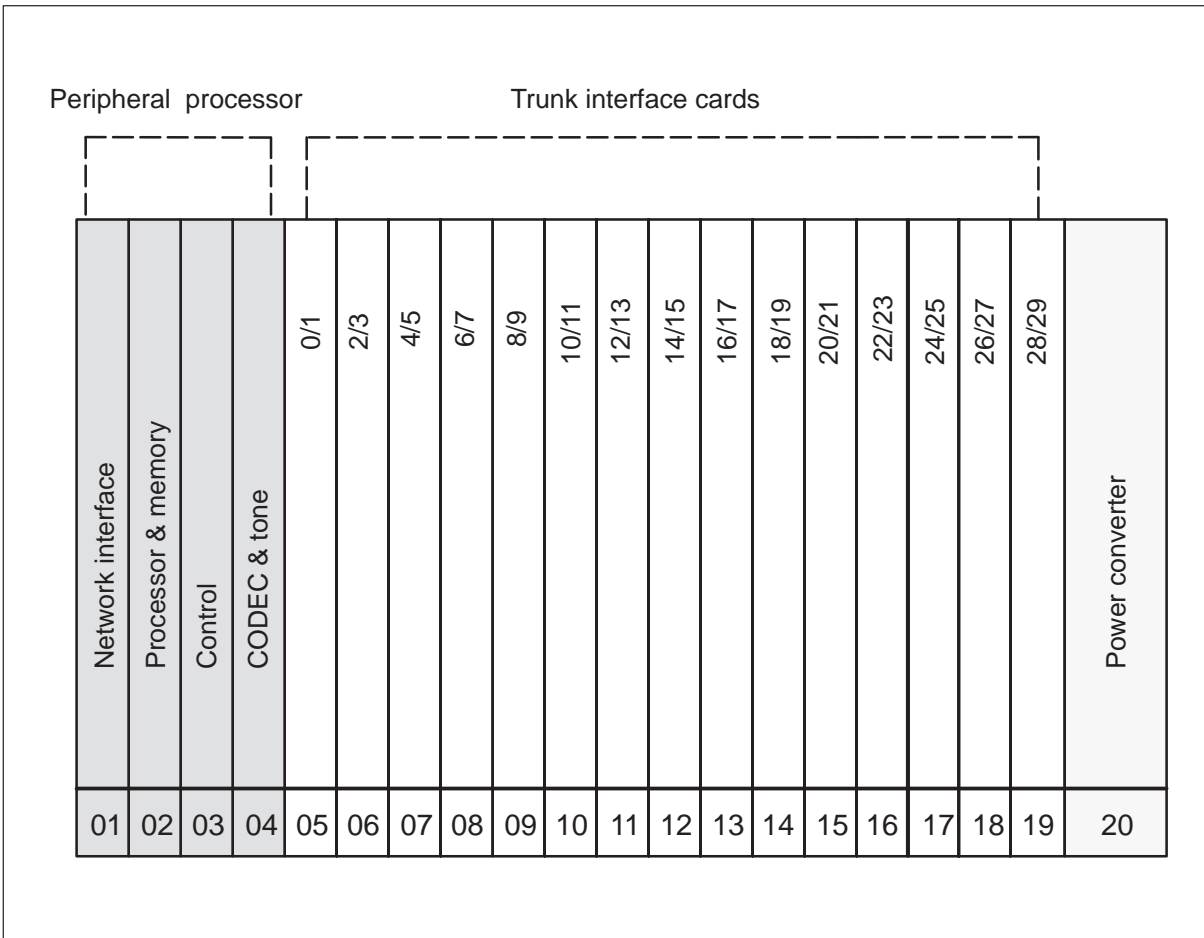 Peripheral processor
Trunk interface cards
Network interface
Processor & memory
Control
CODEC & tone
0/1
2/3
4/5
6/7
8/9
10/11
12/13
14/15
16/17
18/19
20/21
22/23
24/25
26/27
28/29
Power converter
01 02 03 04 05 06 07 08 09 10 11 12 13 14 15 16 17 18 19 20